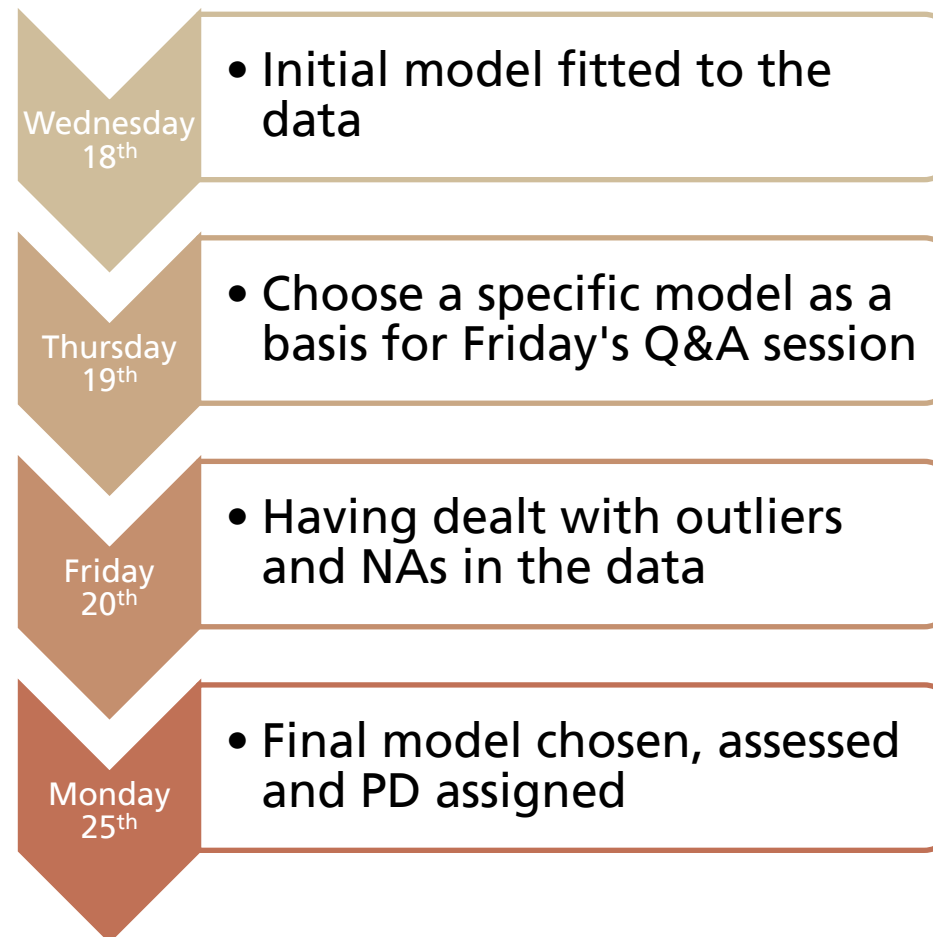 Wednesday
18th
• Initial model fitted to the
data
Thursday
19th
• Choose a specific model as a
basis for Friday's Q&A session
Friday
20th
• Having dealt with outliers
and NAs in the data
Monday
25th
• Final model chosen, assessed
and PD assigned